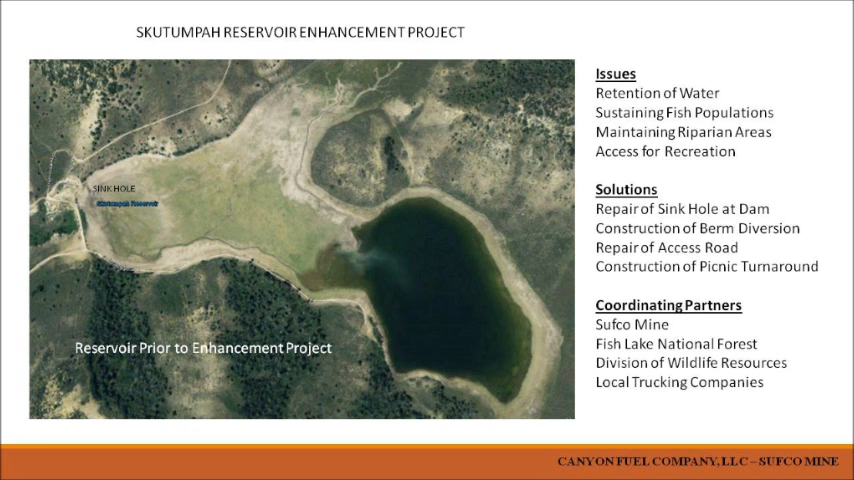 SKUTUMPAH RESERVOIR ENHANCEMENT PROJECT
SINK HOLE
Skutumpah Reservoir
Reservoir Prior to Enhancement Project
Issues
Retention of Water
Sustaining Fish Populations
Maintaining Riparian Areas
Access for Recreation
Solutions
Repair of Sink Hole at Dam
Construction of Berm Diversion
Repair of Access Road
Construction of Picnic Turnaround
Coordinating Partners
Sufco Mine
Fish Lake National Forest
Division of Wildlife Resources
Local Trucking Companies
CANYON FUEL COMPANY, LLC – SUFCO MINE